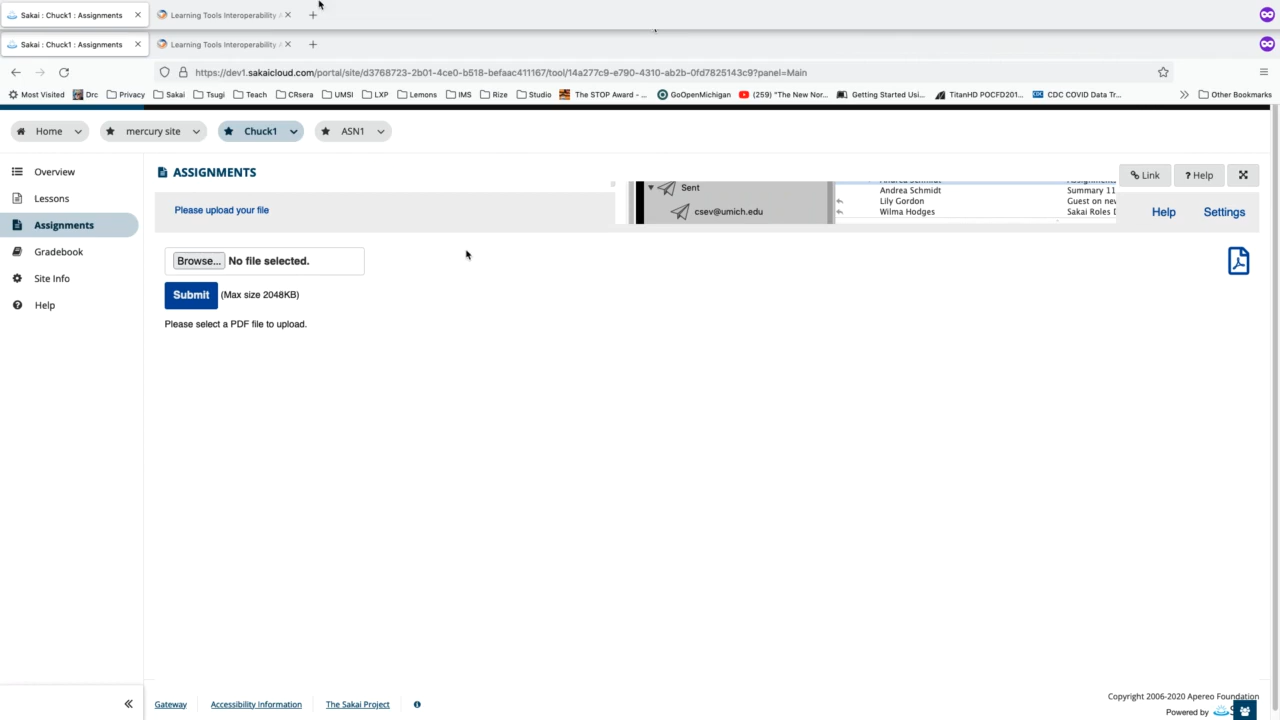 Sakai : Chuck1 : Assignments
Learning Tools Interoperability
Sakai : Chuck1 : Assignments
Learning Tools Interoperability
https://dev1.sakaicloud.com/portal/site/d3768723-2b01-4ce0-b518-befaac411167/tool/14a277c9-e790-4310-ab2b-0fd7825143c9?panel=Main
Most Visited Drc Privacy Sakai Tsugi Teach CRsera UMSI LXP Lemons IMS Rize Studio The STOP Award - ... GoOpenMichigan (259) "The New Nor... Getting Started Usi... TitanHD POCFD201... CDC COVID Data Tr... Other Bookmarks
Home mercury site Chuck1 ASN1
Overview
Lessons
Assignments
Gradebook
Site Info
Help
ASSIGNMENTS
Link
? Help
Sent
csev@umich.edu
Andrea Schmidt Summary 11
Lily Gordon Guest on new
Wilma Hodges Sakai Roles
Please upload your file
Help
Settings
Browse... No file selected.
Submit (Max size 2048KB)
Please select a PDF file to upload.
Gateway
Accessibility Information
The Sakai Project
Copyright 2006-2020 Apereo Foundation
Powered by